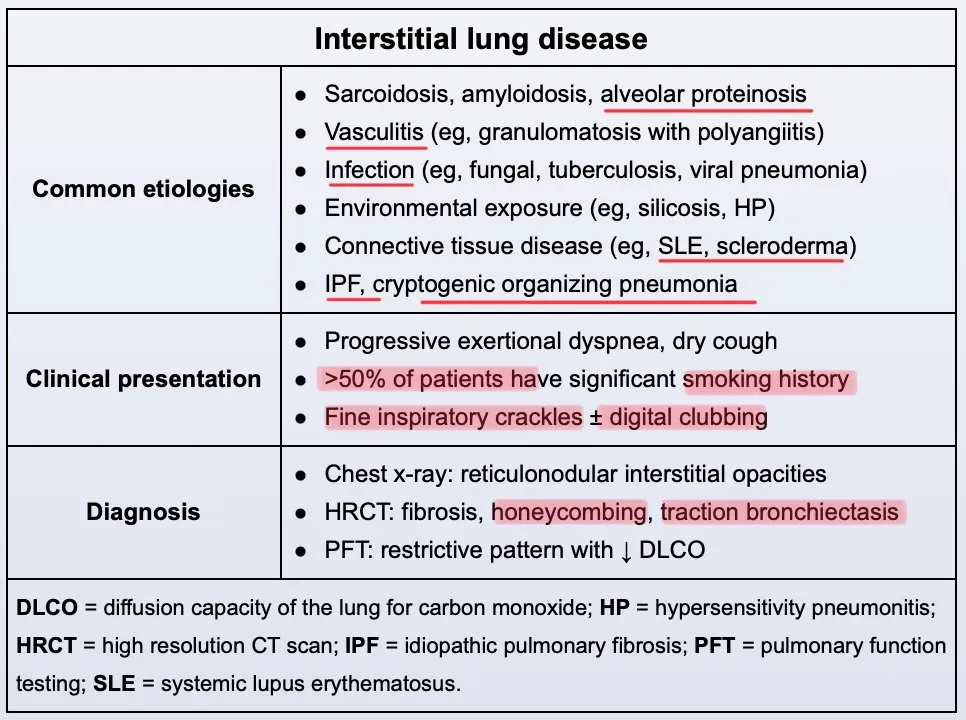 Interstitial lung disease
Common etiologies
● Sarcoidosis, amyloidosis, alveolar proteinosis
● Vasculitis (eg, granulomatosis with polyangiitis)
● Infection (eg, fungal, tuberculosis, viral pneumonia)
● Environmental exposure (eg, silicosis, HP)
● Connective tissue disease (eg, SLE, scleroderma)
● IPF, cryptogenic organizing pneumonia
Clinical presentation
● Progressive exertional dyspnea, dry cough
● >50% of patients have significant smoking history
● Fine inspiratory crackles ± digital clubbing
Diagnosis
● Chest x-ray: reticulonodular interstitial opacities
● HRCT: fibrosis, honeycombing, traction bronchiectasis
● PFT: restrictive pattern with ↓ DLCO
DLCO = diffusion capacity of the lung for carbon monoxide; HP = hypersensitivity pneumonitis;
HRCT = high resolution CT scan; IPF = idiopathic pulmonary fibrosis; PFT = pulmonary function
testing; SLE = systemic lupus erythematosus.